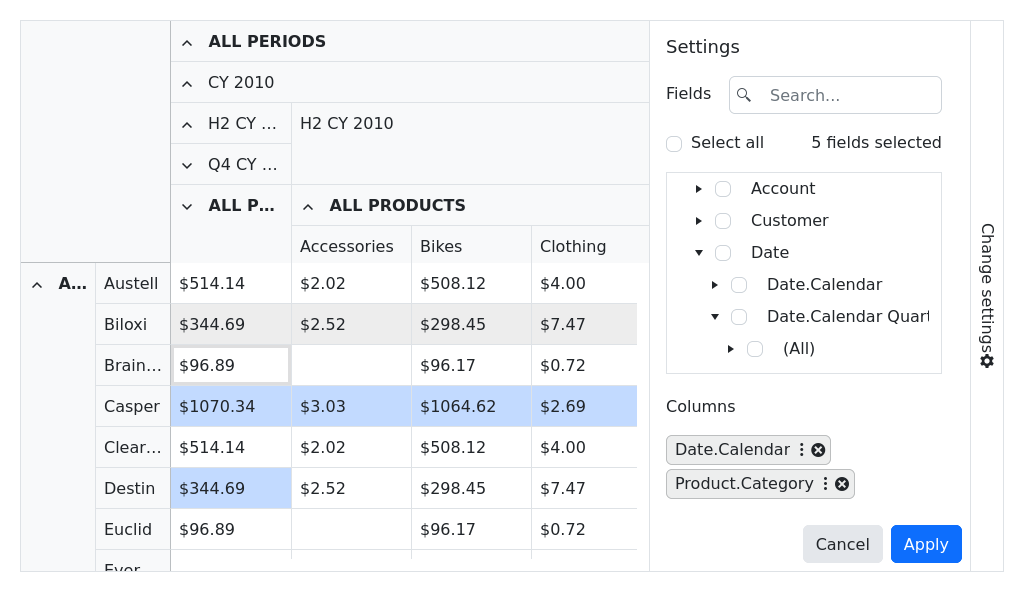 ALL PERIODS
CY 2010
H2 CY ... H2 CY 2010
Q4 CY ...
ALL P... ALL PRODUCTS
Accessories Bikes Clothing
A... Austell $514.14 $2.02 $508.12 $4.00
Biloxi $344.69 $2.52 $298.45 $7.47
Brain... $96.89 $96.17 $0.72
Casper $1070.34 $3.03 $1064.62 $2.69
Clear... $514.14 $2.02 $508.12 $4.00
Destin $344.69 $2.52 $298.45 $7.47
Euclid $96.89 $96.17 $0.72
Settings
Fields Search...
Select all 5 fields selected
Account
Customer
Date
Date.Calendar
Date.Calendar Quart
(All)
Columns
Date.Calendar
Product.Category
Cancel Apply
Change settings